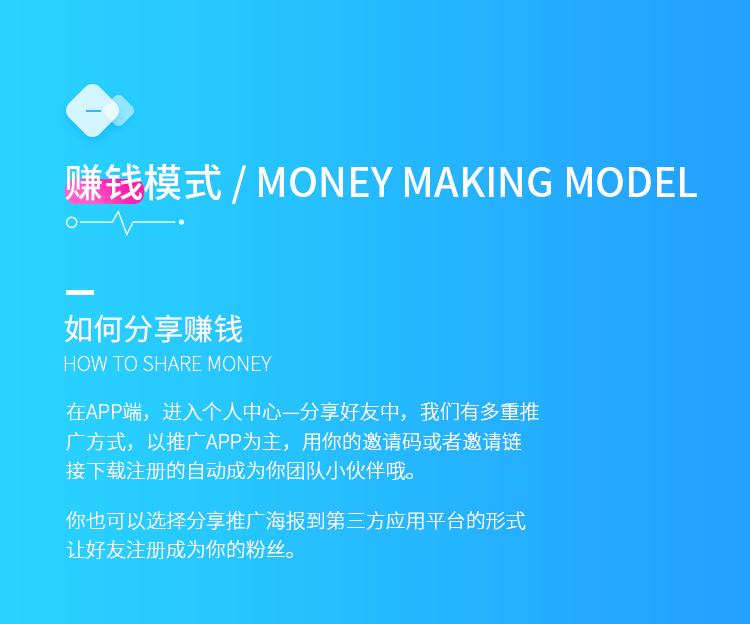 赚钱模式 / MONEY MAKING MODEL
如何分享赚钱
HOW TO SHARE MONEY
在APP端，进入个人中心—分享好友中，我们有多重推
广方式，以推广APP为主，用你的邀请码或者邀请链
接下载注册的自动成为你团队小伙伴哦。
你也可以选择分享推广海报到第三方应用平台的形式
让好友注册成为你的粉丝。